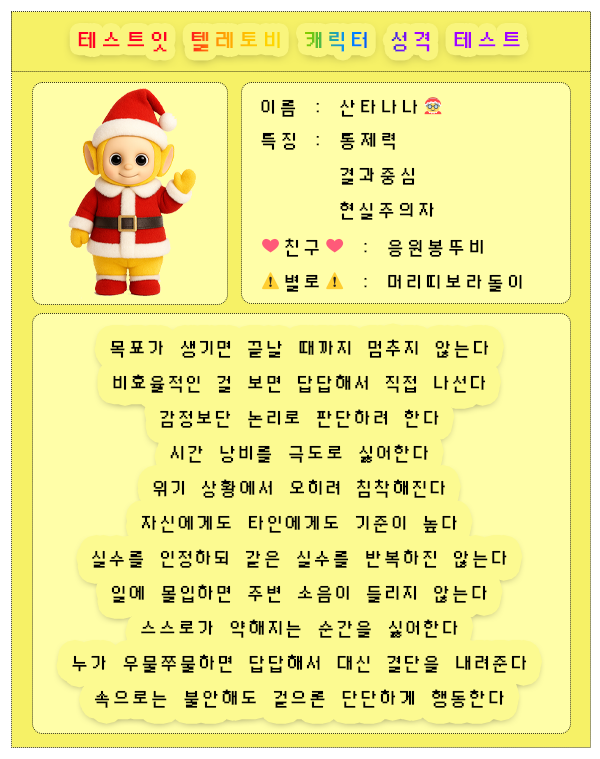 테스트잇 텔레토비 캐릭터 성격 테스트
이름 : 산타나나
특징 : 통제력
결과중심
현실주의자
친구 : 응원봉뚜비
별로 : 머리띠보라돌이
목표가 생기면 끝날 때까지 멈추지 않는다
비효율적인 걸 보면 답답해서 직접 나선다
감정보단 논리로 판단하려 한다
시간 낭비를 극도로 싫어한다
위기 상황에서 오히려 침착해진다
자신에게도 타인에게도 기준이 높다
실수를 인정하되 같은 실수를 반복하진 않는다
일에 몰입하면 주변 소음이 들리지 않는다
스스로가 약해지는 순간을 싫어한다
누가 우물쭈물하면 답답해서 대신 결단을 내려준다
속으로는 불안해도 겉으론 단단하게 행동한다